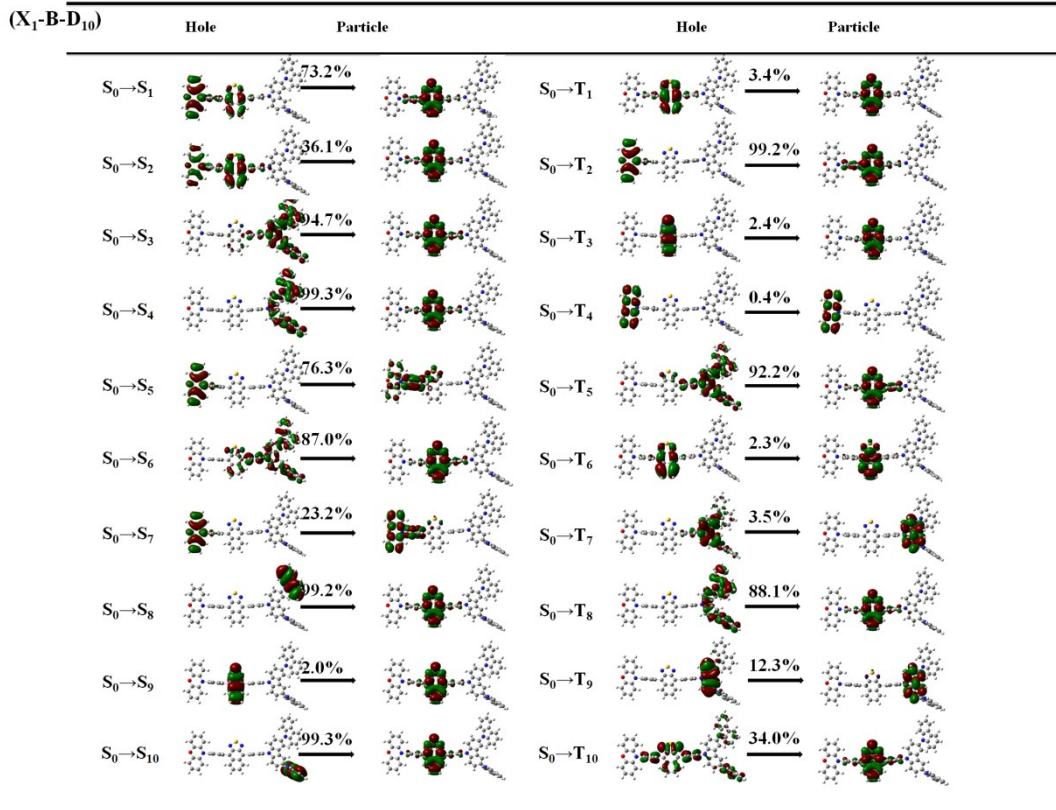 (X₁-B-D₁₀)
Hole Particle Hole Particle
S₀→S₁ 73.2% S₀→T₁ 3.4%
S₀→S₂ 36.1% S₀→T₂ 99.2%
S₀→S₃ 94.7% S₀→T₃ 2.4%
S₀→S₄ 99.3% S₀→T₄ 0.4%
S₀→S₅ 76.3% S₀→T₅ 92.2%
S₀→S₆ 87.0% S₀→T₆ 2.3%
S₀→S₇ 23.2% S₀→T₇ 3.5%
S₀→S₈ 99.2% S₀→T₈ 88.1%
S₀→S₉ 2.0% S₀→T₉ 12.3%
S₀→S₁₀ 99.3% S₀→T₁₀ 34.0%